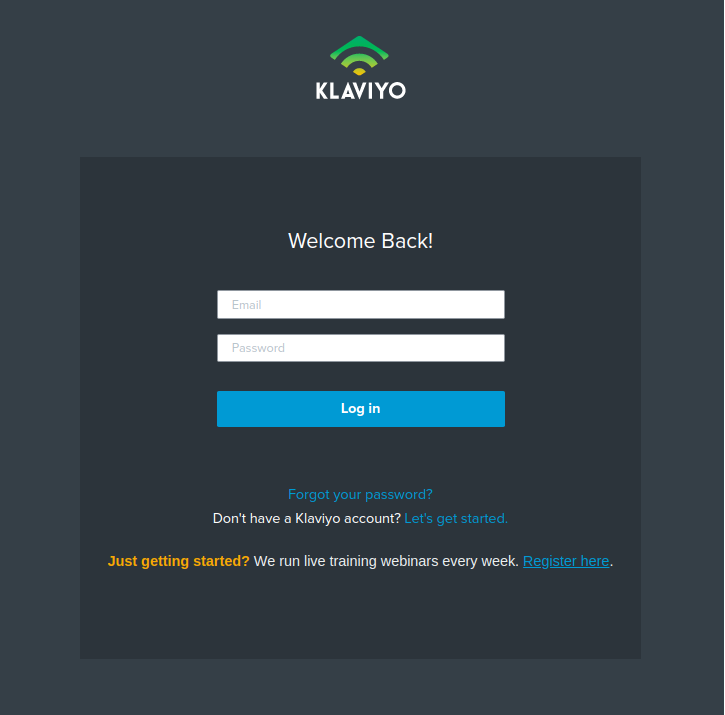 KLAVIYO
Welcome Back!
Email
Password
Log in
Forgot your password?
Don't have a Klaviyo account? Let's get started.
Just getting started? We run live training webinars every week. Register here.